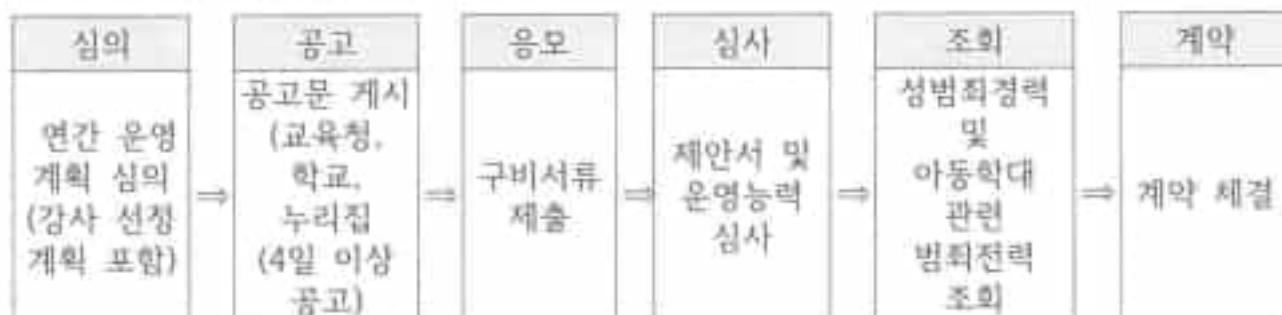 심의
연간 운영
계획 심의
(강사 선정
계획 포함)
⇒
공고
공고문 게시
(교육청,
학교,
누리집
(4일 이상
공고)
⇒
응모
구비서류
제출
⇒
심사
제안서 및
운영능력
심사
⇒
조회
성범죄경력
및
아동학대
관련
범죄전력
조회
⇒
계약
계약 체결